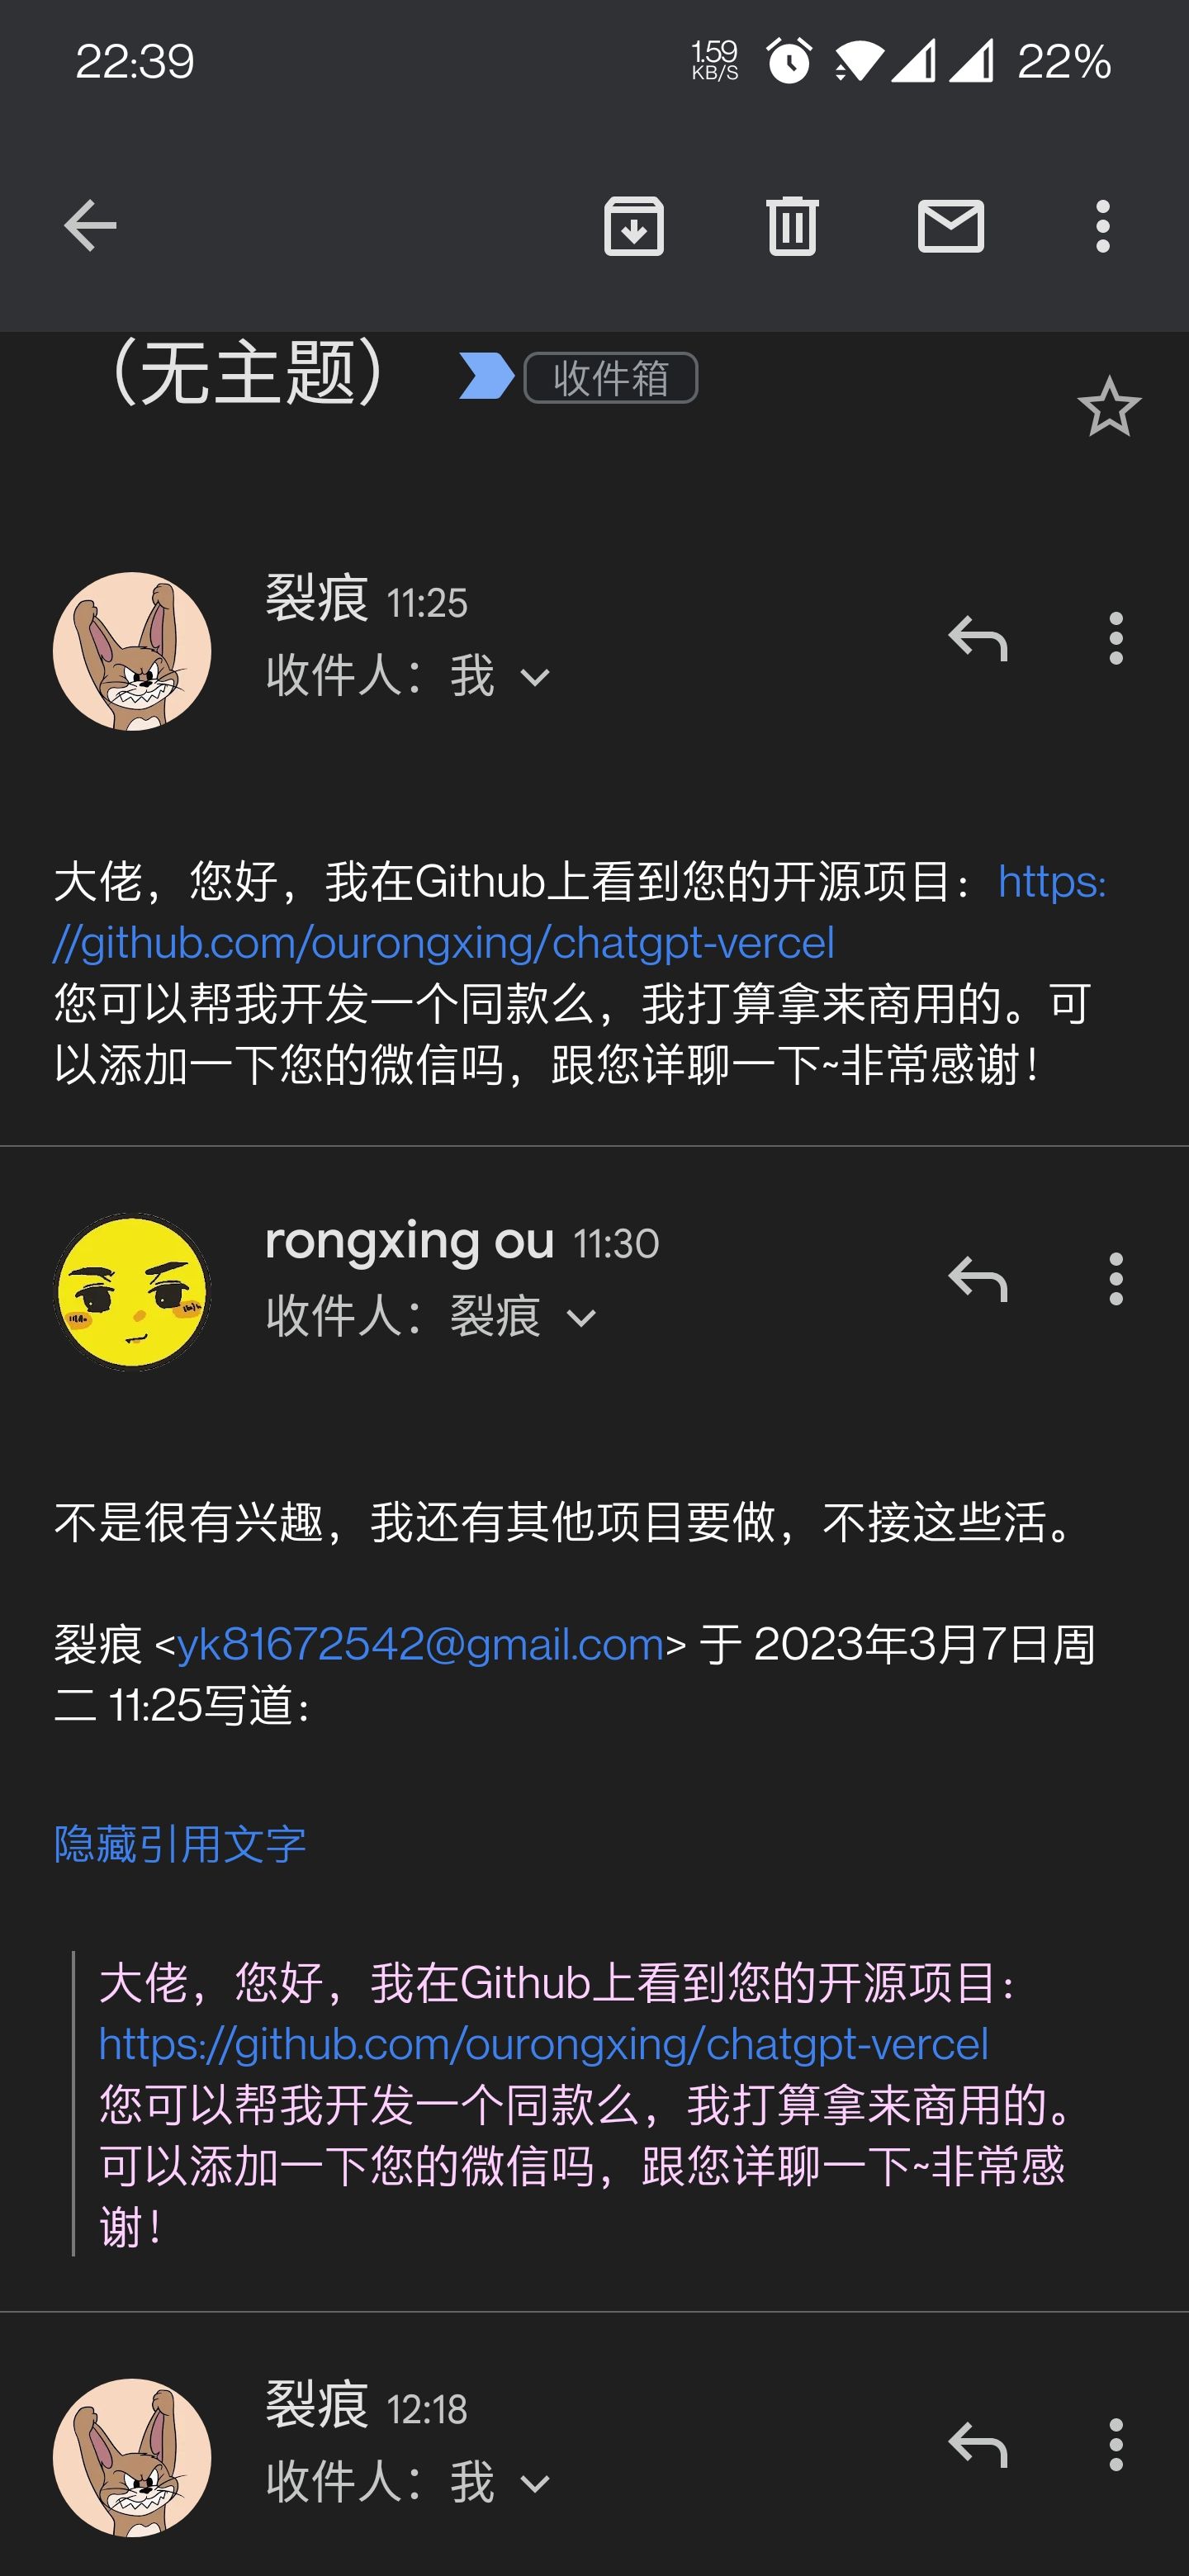 22:39
1.59
KB/S
22%
（无主题）
收件箱
裂痕 11:25
收件人：我
大佬，您好，我在Github上看到您的开源项目：https:
//github.com/ourongxing/chatgpt-vercel
您可以帮我开发一个同款么，我打算拿来商用的。可
以添加一下您的微信吗，跟您详聊一下~非常感谢！
rongxing ou 11:30
收件人：裂痕
不是很有兴趣，我还有其他项目要做，不接这些活。
裂痕 <yk81672542@gmail.com> 于 2023年3月7日周
二 11:25写道：
隐藏引用文字
大佬，您好，我在Github上看到您的开源项目：
https://github.com/ourongxing/chatgpt-vercel
您可以帮我开发一个同款么，我打算拿来商用的。
可以添加一下您的微信吗，跟您详聊一下~非常感
谢！
裂痕 12:18
收件人：我